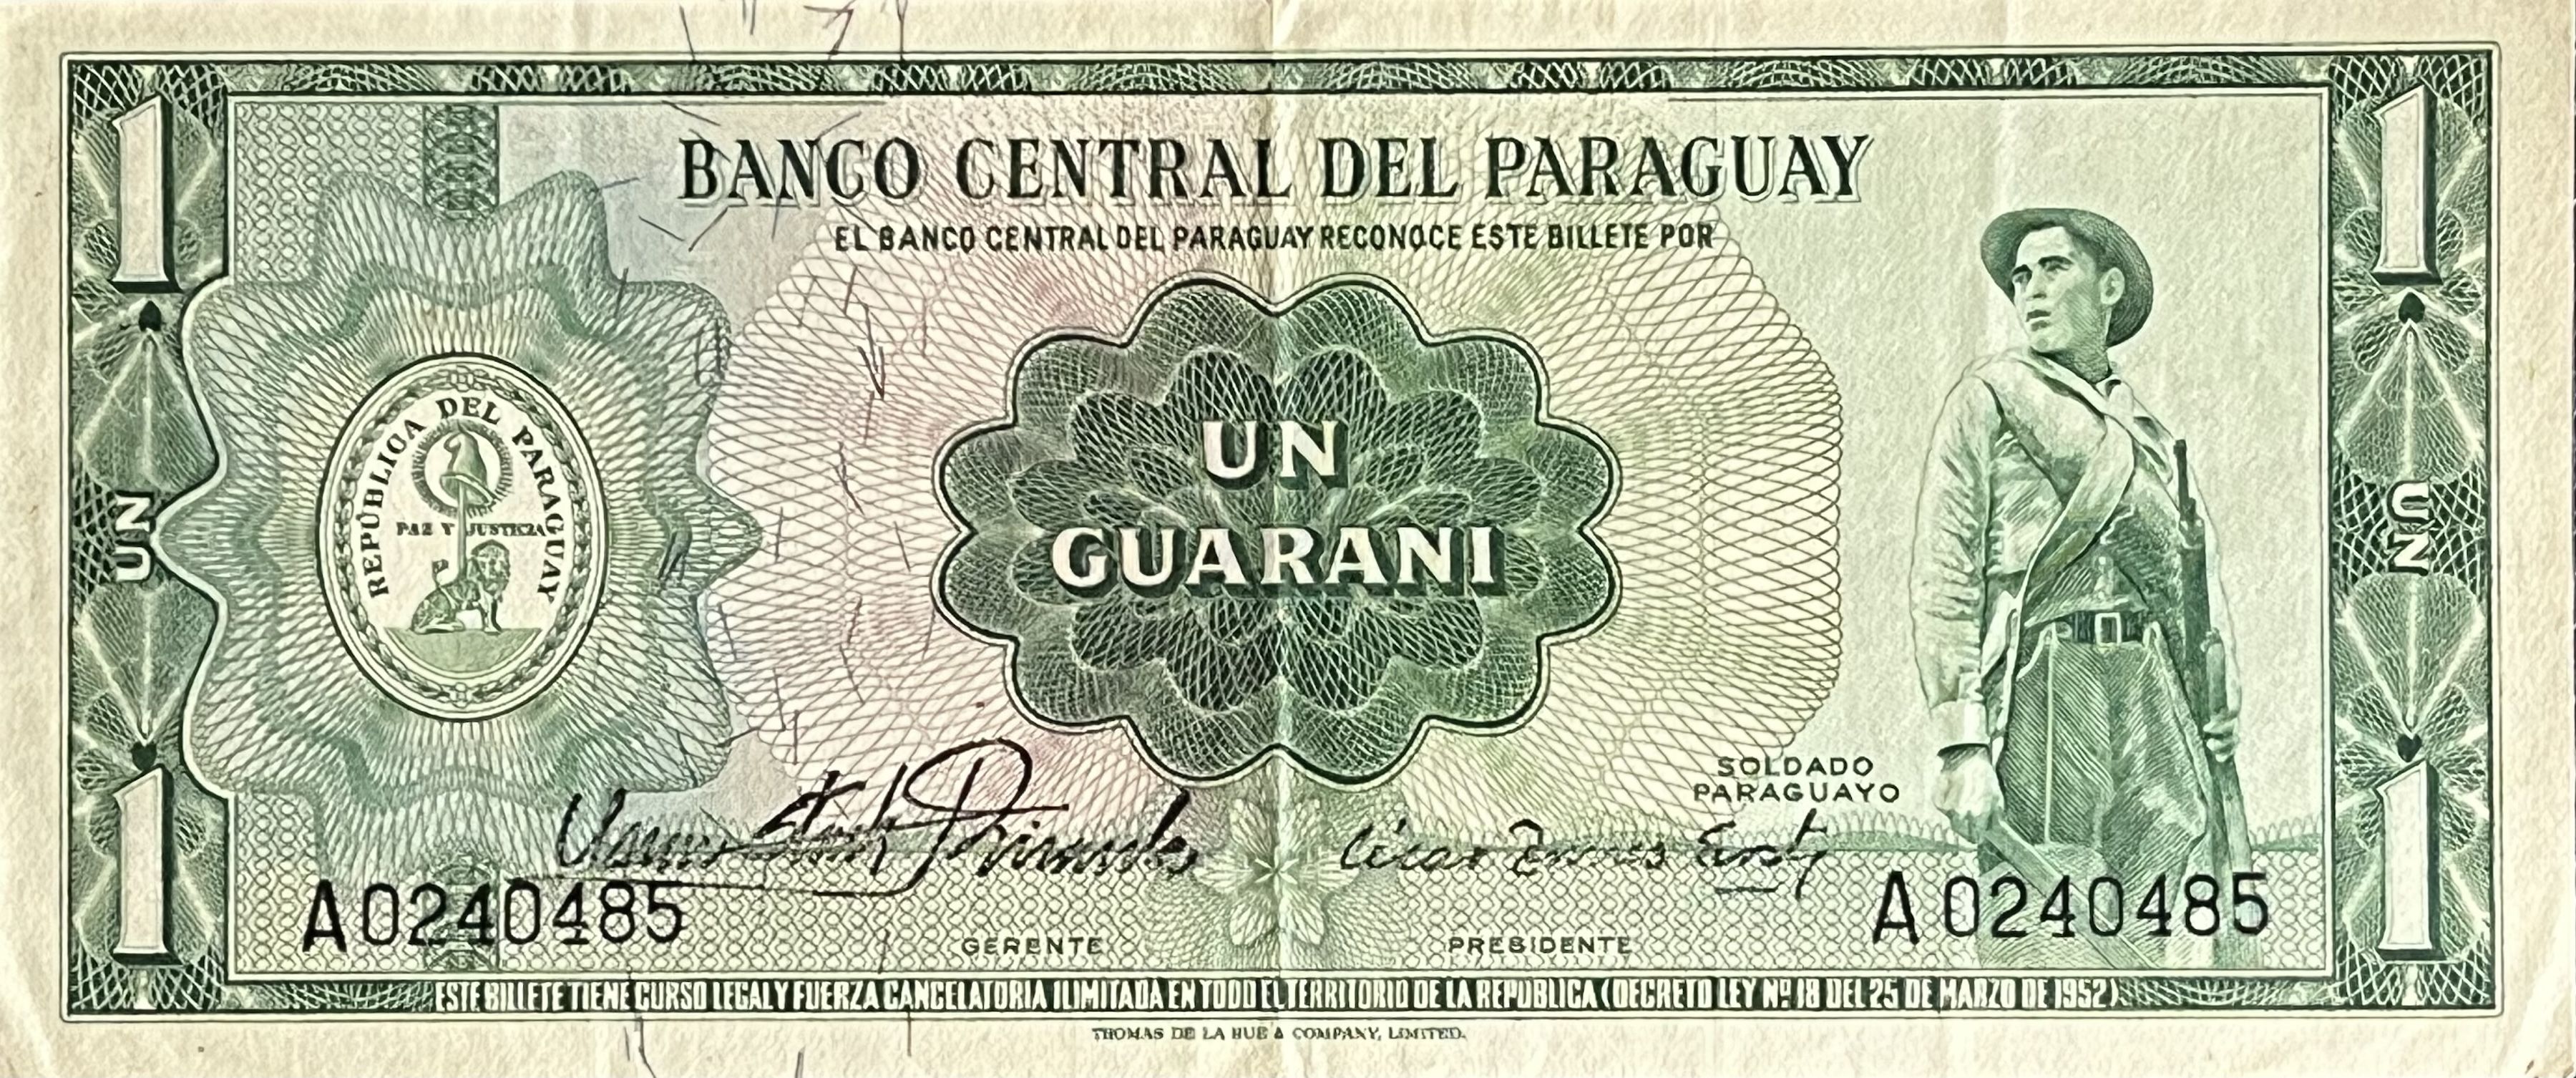 1
1
BANCO CENTRAL DEL PARAGUAY
EL BANCO CENTRAL DEL PARAGUAY RECONOCE ESTE BILLETE POR
REPÚBLICA DEL PARAGUAY
PAZ Y JUSTICIA
UN
GUARANI
UN
UN
SOLDADO
PARAGUAYO
A0240485
A0240485
GERENTE
PRESIDENTE
1
1
ESTE BILLETE TIENE CURSO LEGAL Y FUERZA CANCELATORIA ILIMITADA EN TODO EL TERRITORIO DE LA REPUBLICA (DECRETO LEY Nº 18 DEL 25 DE MARZO DE 1952)
THOMAS DE LA RUE & COMPANY, LIMITED.